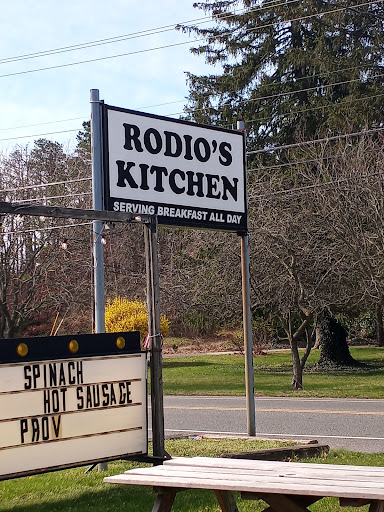 RODIO'S
KITCHEN
SERVING BREAKFAST ALL DAY
SPINACH
HOT SAUSAGE
PROV